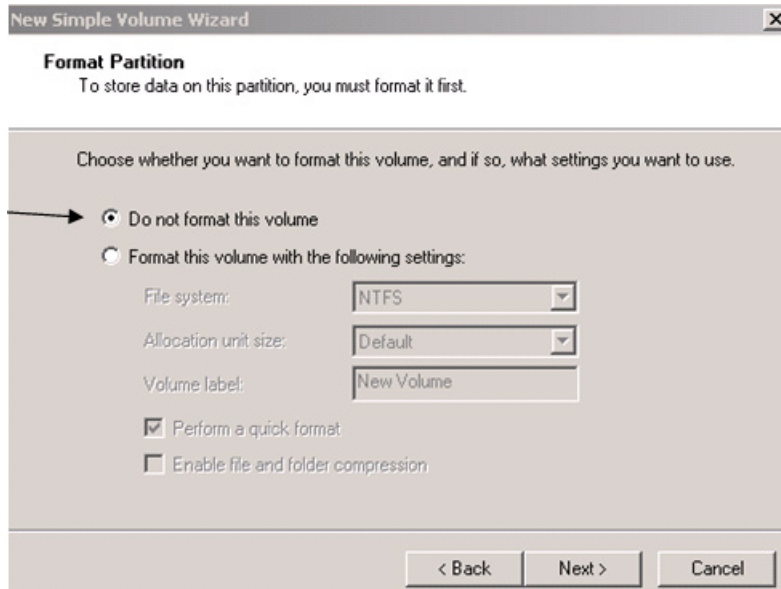 New Simple Volume Wizard
Format Partition
To store data on this partition, you must format it first.
Choose whether you want to format this volume, and if so, what settings you want to use.
Do not format this volume
Format this volume with the following settings:
File system: NTFS
Allocation unit size: Default
Volume label: New Volume
Perform a quick format
Enable file and folder compression
< Back Next > Cancel